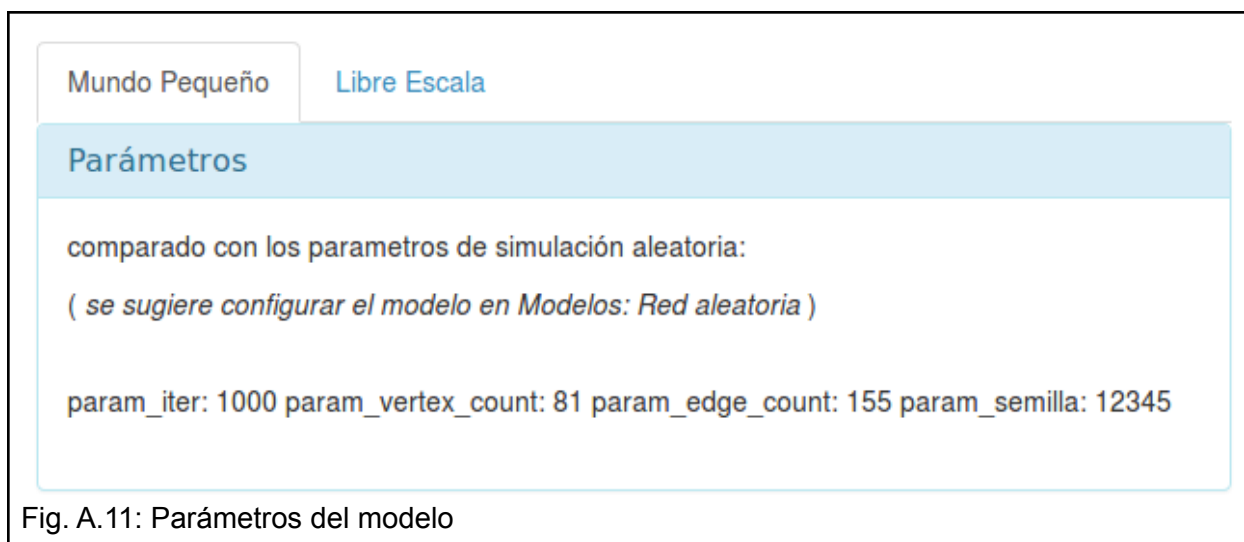 Mundo Pequeño Libre Escala
Parámetros
comparado con los parametros de simulación aleatoria:
( se sugiere configurar el modelo en Modelos: Red aleatoria )
param_iter: 1000 param_vertex_count: 81 param_edge_count: 155 param_semilla: 12345
Fig. A.11: Parámetros del modelo